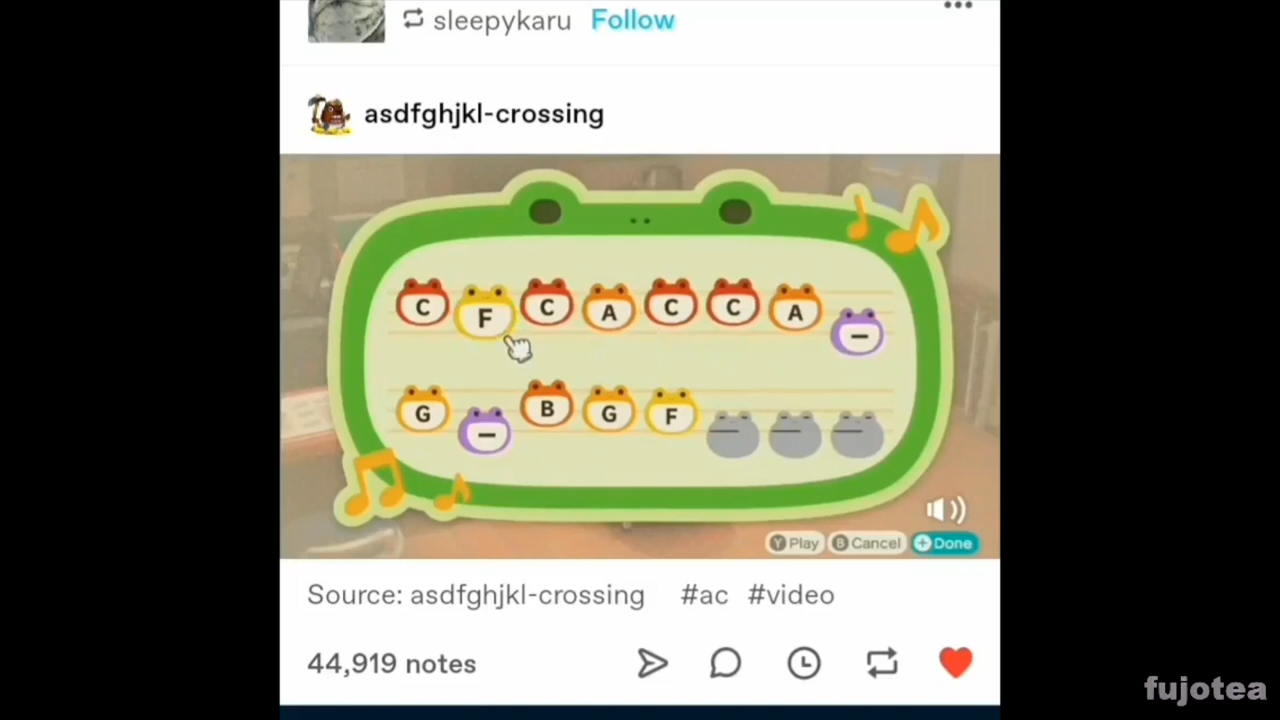 sleepykaru Follow
asdfghjkl-crossing
C F C A C C A –
G – B G F
Y Play B Cancel + Done
Source: asdfghjkl-crossing #ac #video
44,919 notes
fujotea